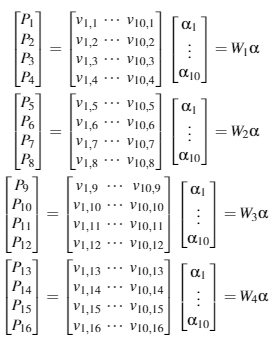 [P1 P2 P3 P4] = [v1,1 ⋯ v10,1 v1,2 ⋯ v10,2 v1,3 ⋯ v10,3 v1,4 ⋯ v10,4] [α1 ⋮ α10] = W1α
[P5 P6 P7 P8] = [v1,5 ⋯ v10,5 v1,6 ⋯ v10,6 v1,7 ⋯ v10,7 v1,8 ⋯ v10,8] [α1 ⋮ α10] = W2α
[P9 P10 P11 P12] = [v1,9 ⋯ v10,9 v1,10 ⋯ v10,10 v1,11 ⋯ v10,11 v1,12 ⋯ v10,12] [α1 ⋮ α10] = W3α
[P13 P14 P15 P16] = [v1,13 ⋯ v10,13 v1,14 ⋯ v10,14 v1,15 ⋯ v10,15 v1,16 ⋯ v10,16] [α1 ⋮ α10] = W4α